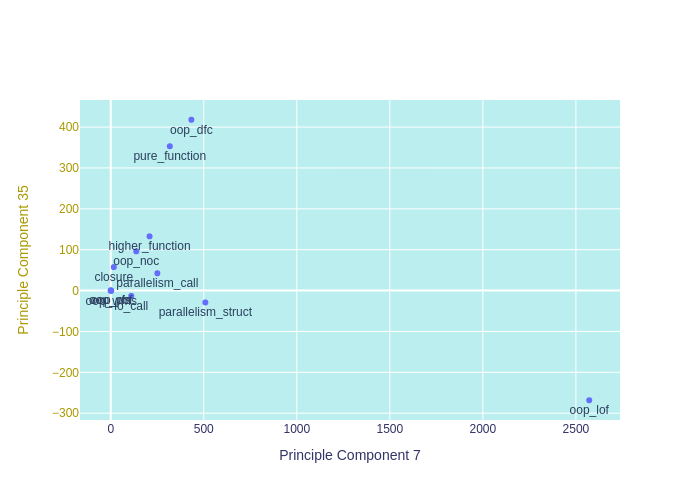 400
300
200
100
0
−100
−200
−300
Principle Component 35
oop_dfc
pure_function
higher_function
oop_noc
closure
parallelism_call
io_call
parallelism_struct
oop_lof
0
500
1000
1500
2000
2500
Principle Component 7